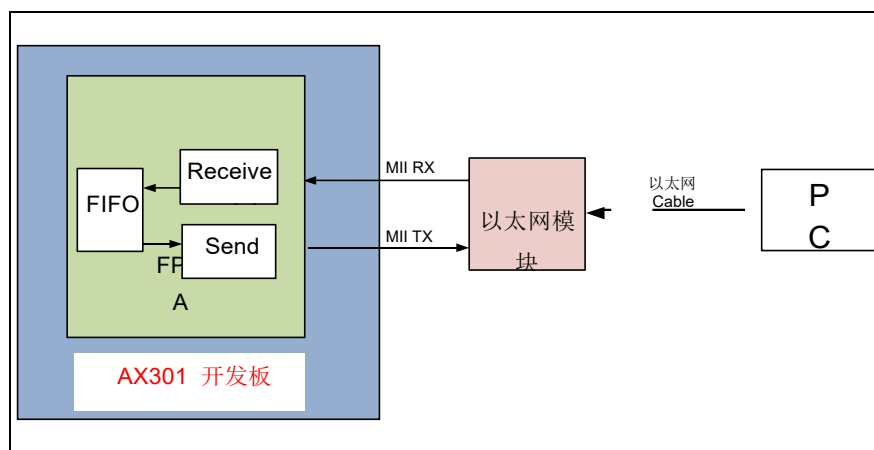 Receive
FIFO
Send
FP
A
AX301 开发板
MII RX
MII TX
以太网模
块
以太网
Cable
P
C